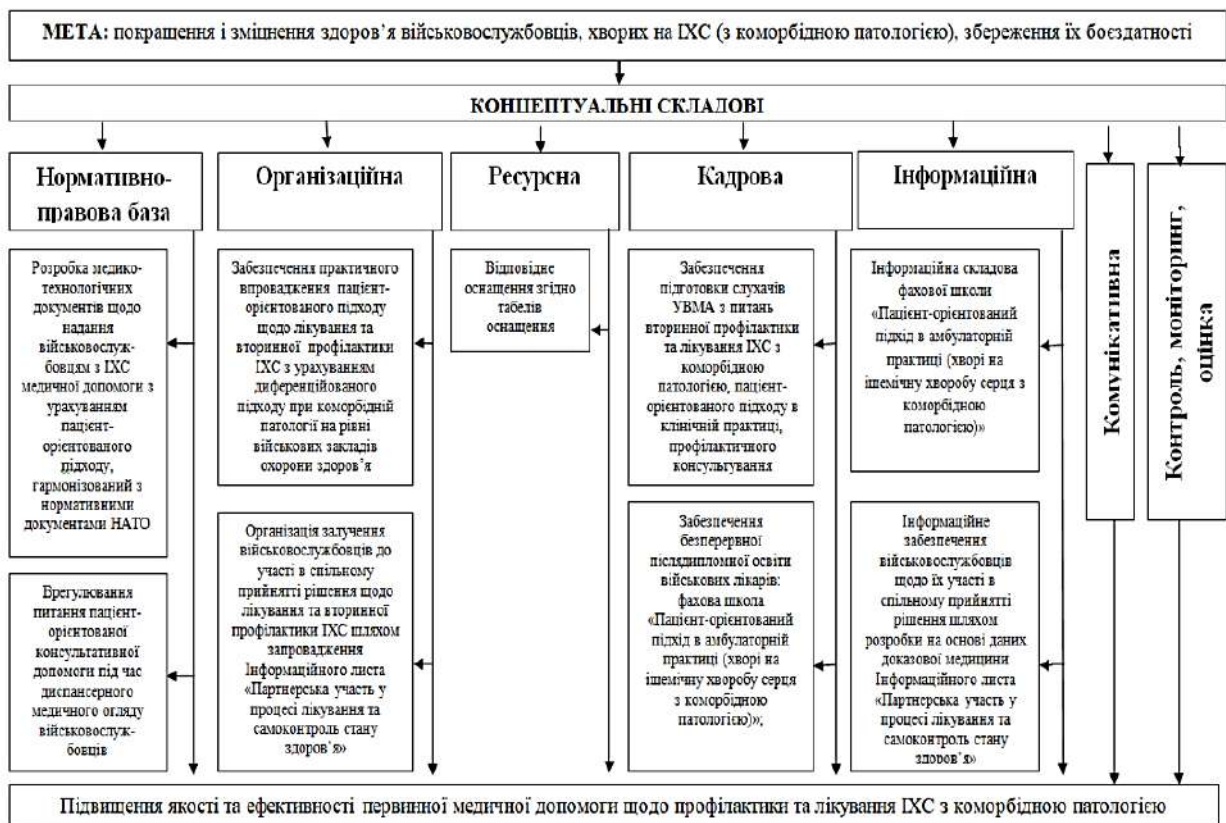 МЕТА: покращення і зміцнення здоров’я військовослужбовців, хворих на ІХС (з коморбідною патологією), збереження їх боєздатності
КОНЦЕПТУАЛЬНІ СКЛАДОВІ
Нормативно-
правова база
Розробка медико-
технологічних
документів щодо
надання
військовослуж-
бовцям з ІХС
медичної допомоги з
урахуванням
пацієнт-
орієнтованого
підходу,
гармонізований з
нормативними
документами НАТО
Врегулювання
питання пацієнт-
орієнтованої
консультативної
допомоги під час
диспансерного
медичного огляду
військовослуж-
бовців
Організаційна
Забезпечення практичного
впровадження пацієнт-
орієнтованого підходу
щодо лікування та
вторинної профілактики
ІХС з урахуванням
диференційованого
підходу при коморбідній
патології на рівні
військових закладів
охорони здоров’я
Організація залучення
військовослужбовців до
участі в спільному
прийнятті рішення щодо
лікування та вторинної
профілактики ІХС шляхом
запровадження
Інформаційного листа
«Партнерська участь у
процесі лікування та
самоконтроль стану
здоров’я»
Ресурсна
Відповідне
оснащення згідно
табелів
оснащення
Кадрова
Забезпечення
підготовки слухачів
УВМА з питань
вторинної профілактики
та лікування ІХС з
коморбідною
патологією, пацієнт-
орієнтованого підходу в
клінічній практиці,
профілактичного
консультування
Забезпечення
безперервної
післядипломної освіти
військових лікарів:
фахова школа
«Пацієнт-орієнтований
підхід в амбулаторній
практиці (хворі на
ішемічну хворобу серця
з коморбідною
патологією)»;
Інформаційна
Інформаційна складова
фахової школи
«Пацієнт-орієнтований
підхід в амбулаторній
практиці (хворі на
ішемічну хворобу серця з
коморбідною
патологією)»
Інформаційне
забезпечення
військовослужбовців
щодо їх участі в
спільному прийнятті
рішення шляхом
розробки на основі даних
доказової медицини
Інформаційного листа
«Партнерська участь у
процесі лікування та
самоконтроль стану
здоров’я»
Комунікативна
Контроль, моніторинг,
оцінка
Підвищення якості та ефективності первинної медичної допомоги щодо профілактики та лікування ІХС з коморбідною патологією